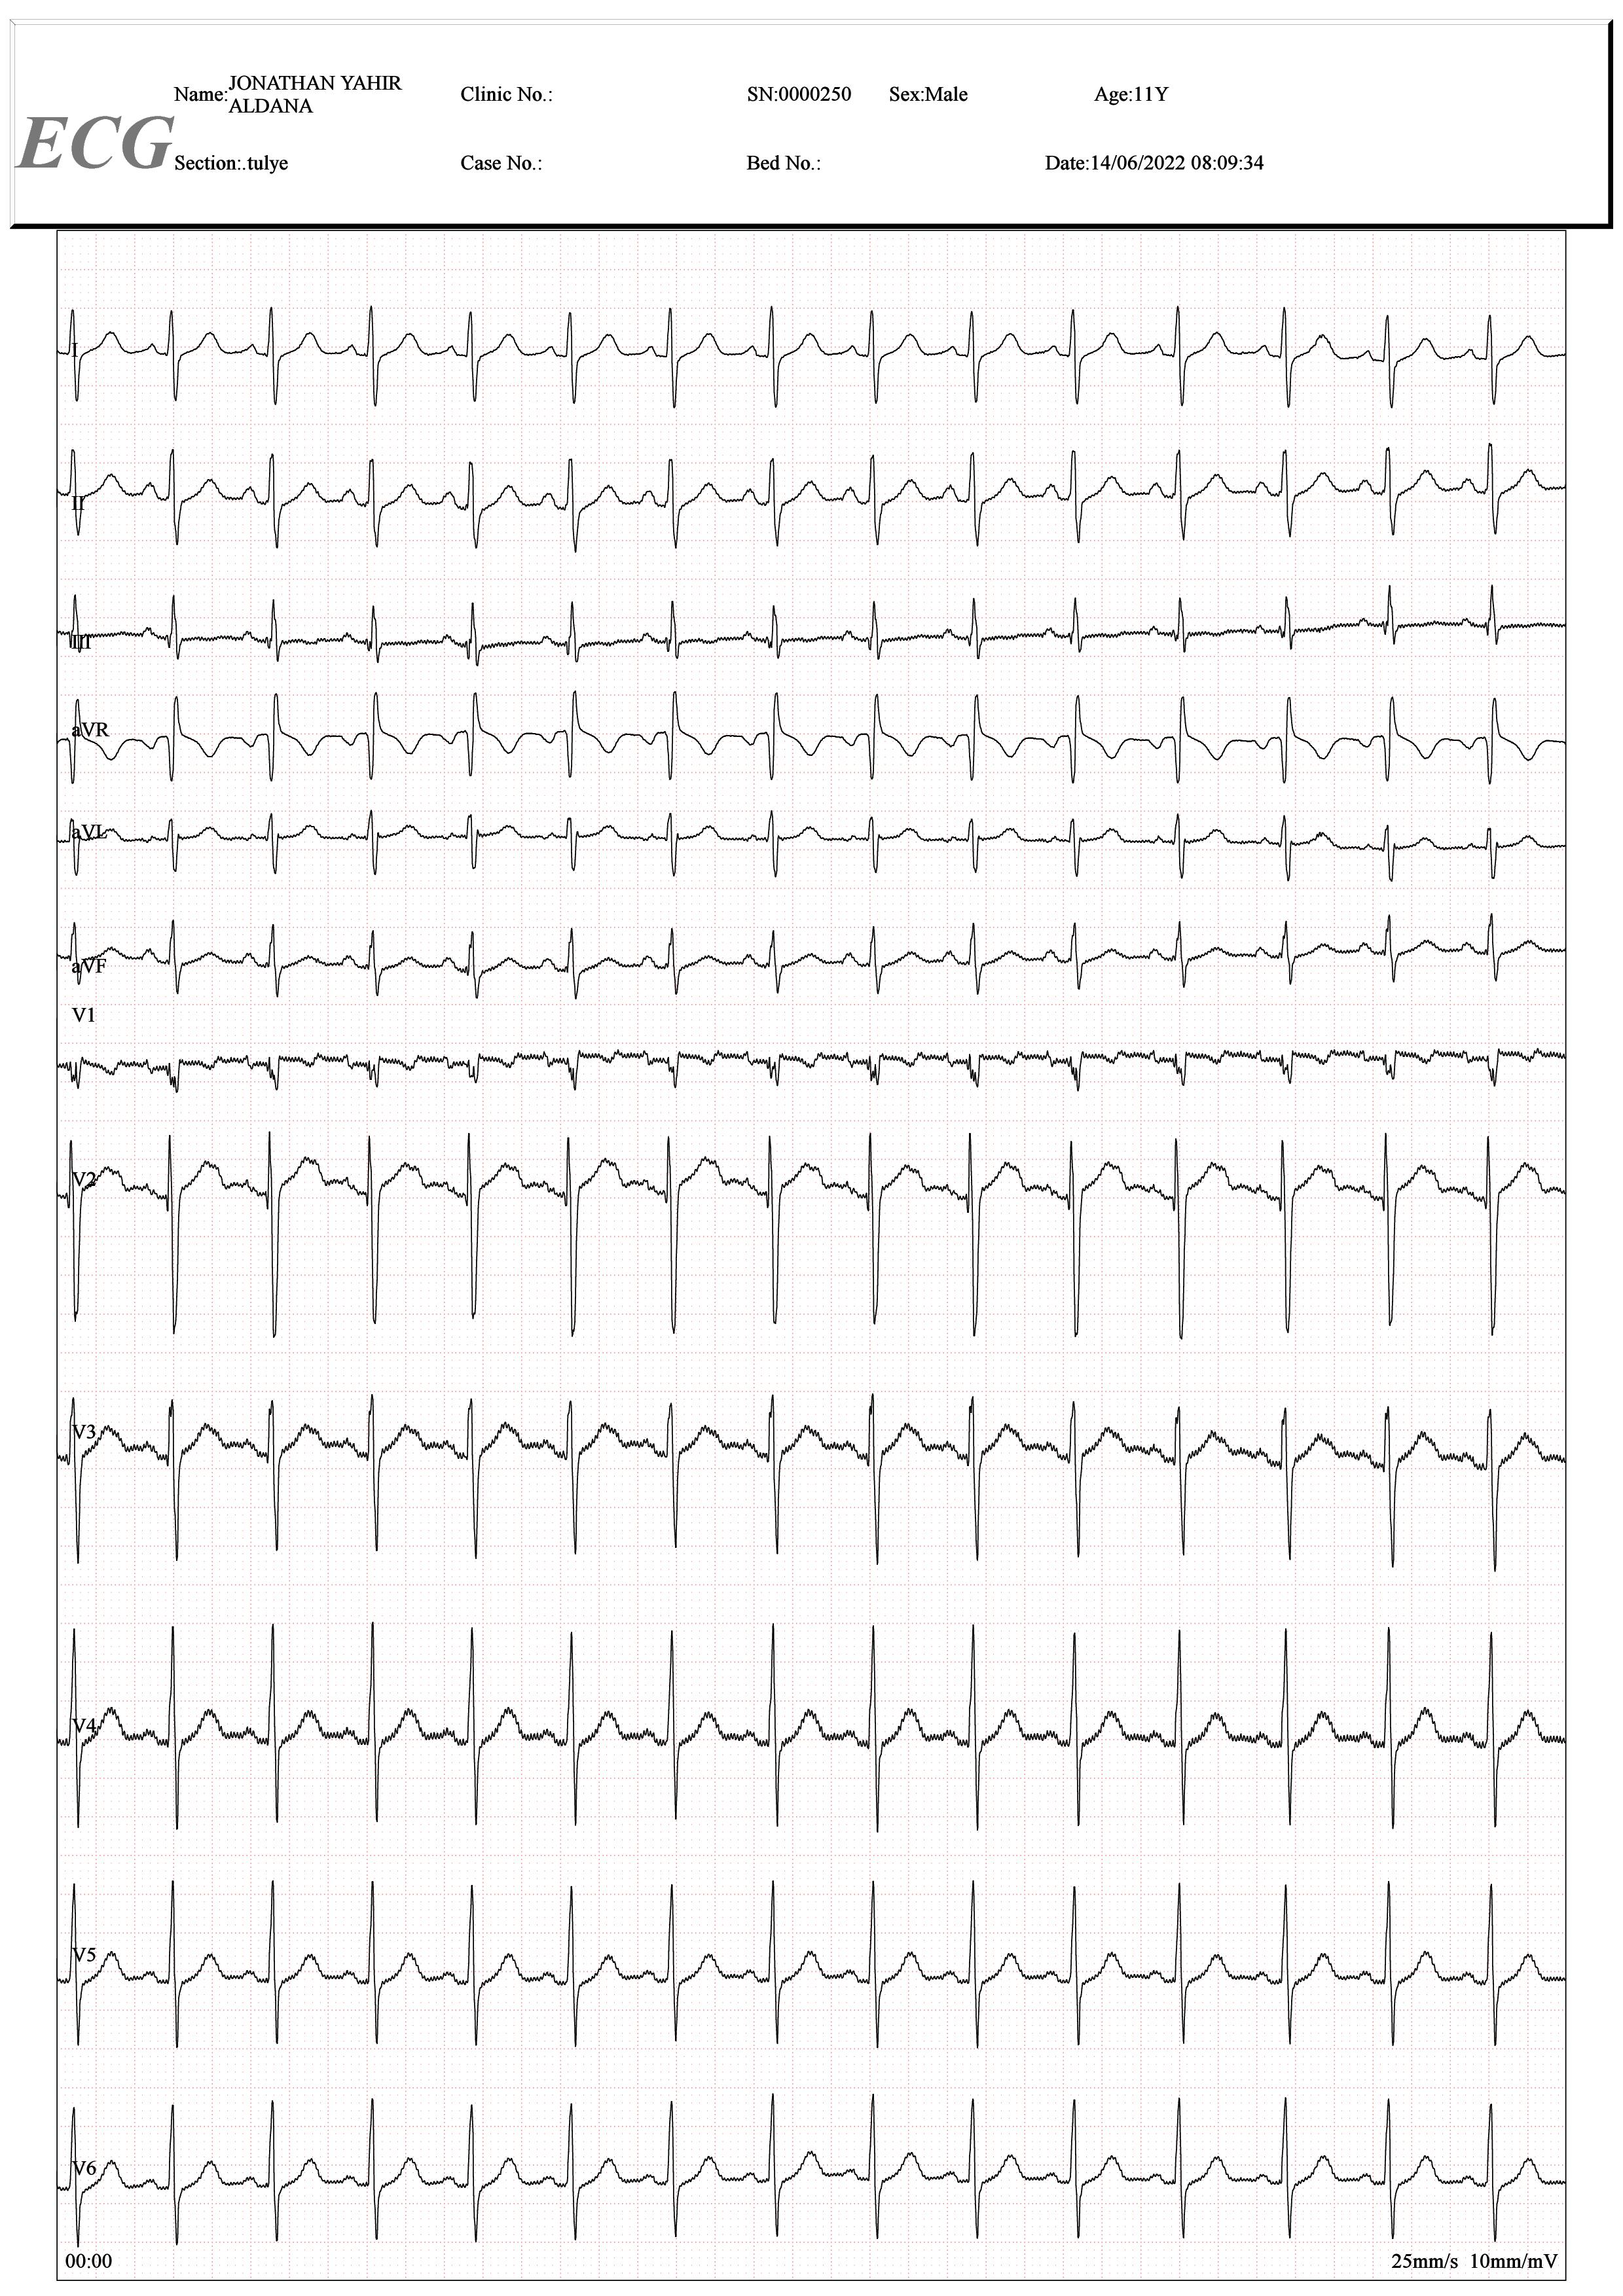 ECG
Name:JONATHAN YAHIR ALDANA Clinic No.: SN:0000250 Sex:Male Age:11Y
Section:.tulye Case No.: Bed No.: Date:14/06/2022 08:09:34
I
II
III
aVR
aVL
aVF
V1
V2
V3
V4
V5
V6
00:00 25mm/s 10mm/mV